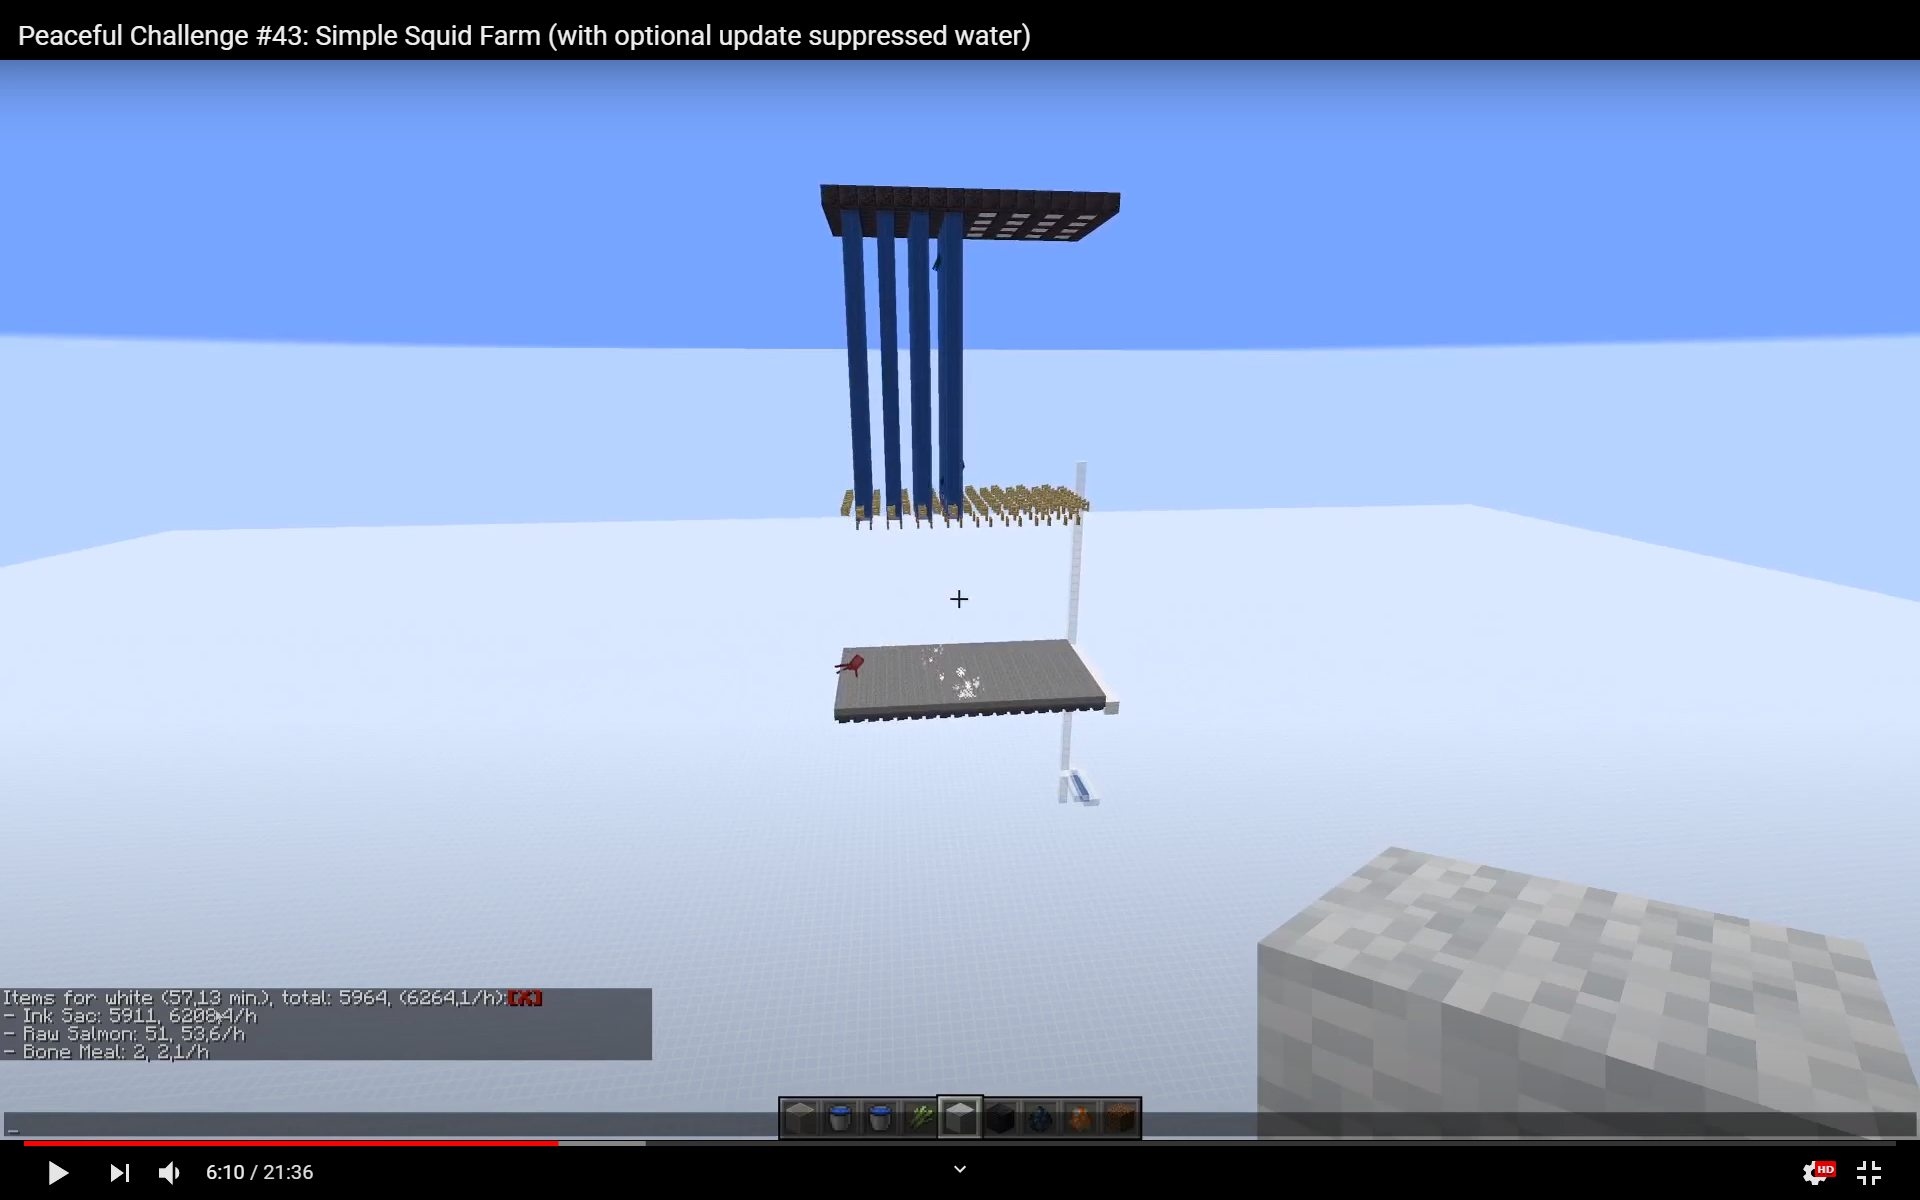 Peaceful Challenge #43: Simple Squid Farm (with optional update suppressed water)
Items for white (57,13 min.), total: 5964, (6264,1/h):[X]
- Ink Sac: 5911, 6208,4/h
- Raw Salmon: 51, 53,6/h
- Bone Meal: 2, 2,1/h
_
6:10 / 21:36
HD